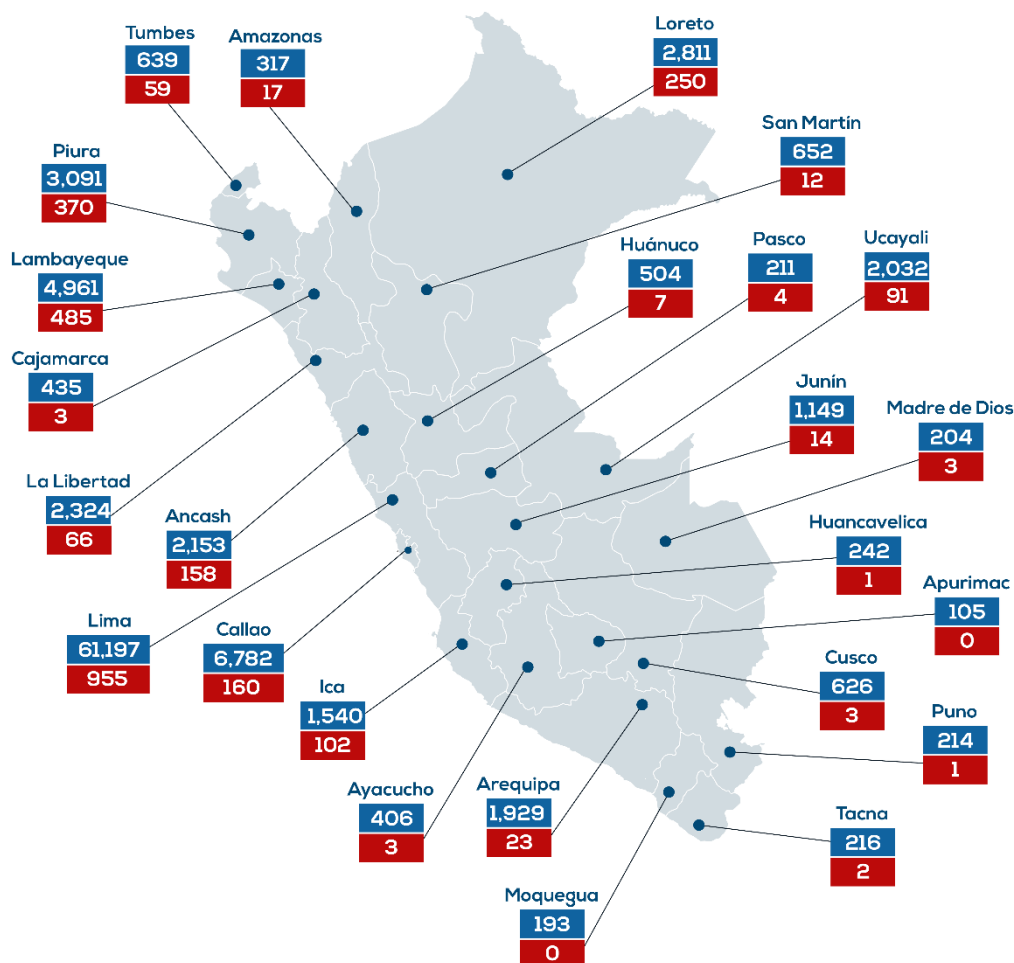 Tumbes
639
59
Amazonas
317
17
Loreto
2,811
250
San Martín
652
12
Piura
3,091
370
Huánuco
504
7
Pasco
211
4
Ucayali
2,032
91
Lambayeque
4,961
485
Cajamarca
435
3
Junín
1,149
14
Madre de Dios
204
3
La Libertad
2,324
66
Ancash
2,153
158
Huancavelica
242
1
Apurimac
105
0
Lima
61,197
955
Callao
6,782
160
Cusco
626
3
Ica
1,540
102
Puno
214
1
Ayacucho
406
3
Arequipa
1,929
23
Tacna
216
2
Moquegua
193
0